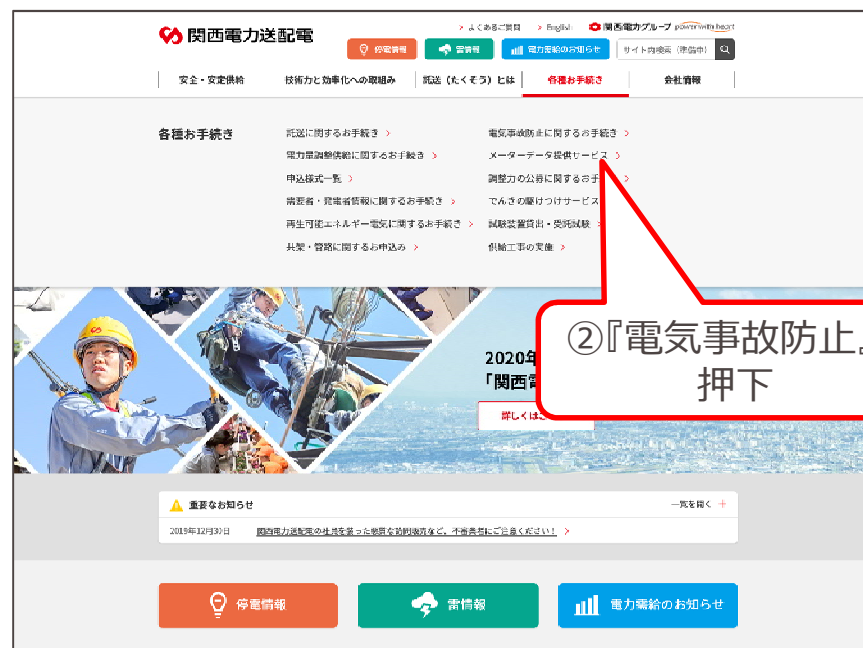 関西電力送配電
よくあるご質問 English 関西電力グループ power with heart
停電情報 雷情報 電力需給のお知らせ サイト内検索（準備中）
安全・安定供給 技術力と効率化への取組み 託送（たくそう）とは 各種お手続き 会社情報
各種お手続き
託送に関するお手続き
電気事故防止に関するお手続き
電力量調整供給に関するお手続き
メーターデータ提供サービス
申込様式一覧
調整力の公募に関するお手
需要者・発電者情報に関するお手続き
でんきの駆けつけサービス
再生可能エネルギー電気に関するお手続き
試験装置貸出・受託試験
共架・管路に関するお申込み
供給工事の実施
②『電気事故防止』
押下
2020年
「関西電
詳しくはこ
重要なお知らせ
一覧を開く
2019年12月30日 関西電力送配電の社員を装った悪質な訪問販売など、不審業者にご注意ください！
停電情報 雷情報 電力需給のお知らせ